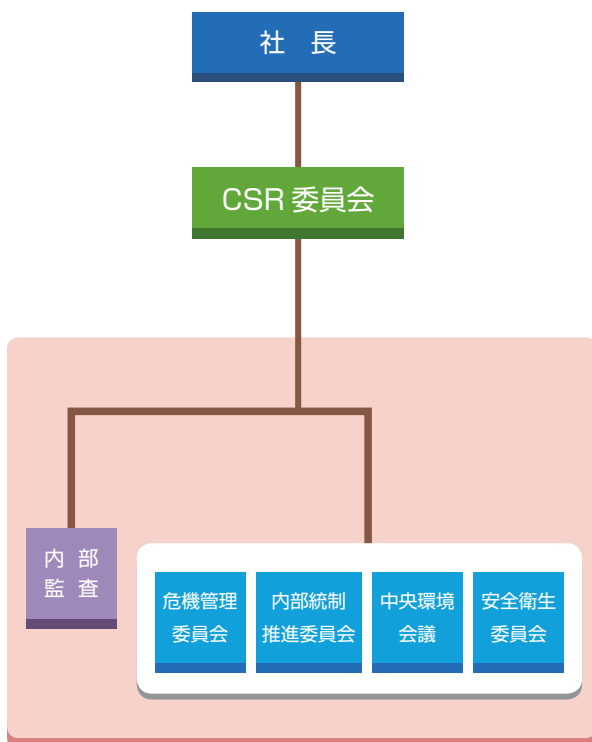 社 長
CSR 委員会
内 部
監 査
危機管理
委員会
内部統制
推進委員会
中央環境
会議
安全衛生
委員会